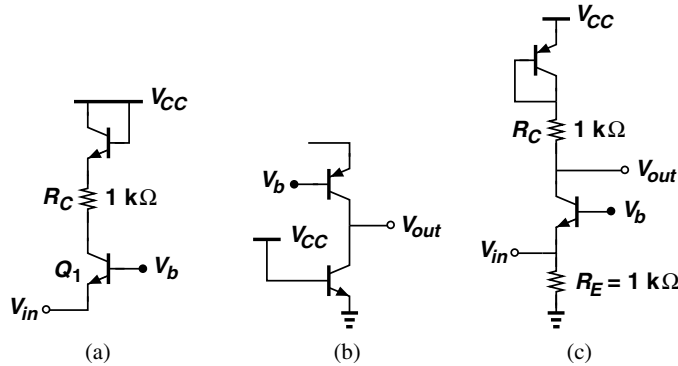 V_CC
R_C 1 kΩ
Q_1 V_b
V_in
(a)
V_b
V_CC
V_out
(b)
V_CC
R_C 1 kΩ
V_out
V_b
V_in
R_E = 1 kΩ
(c)